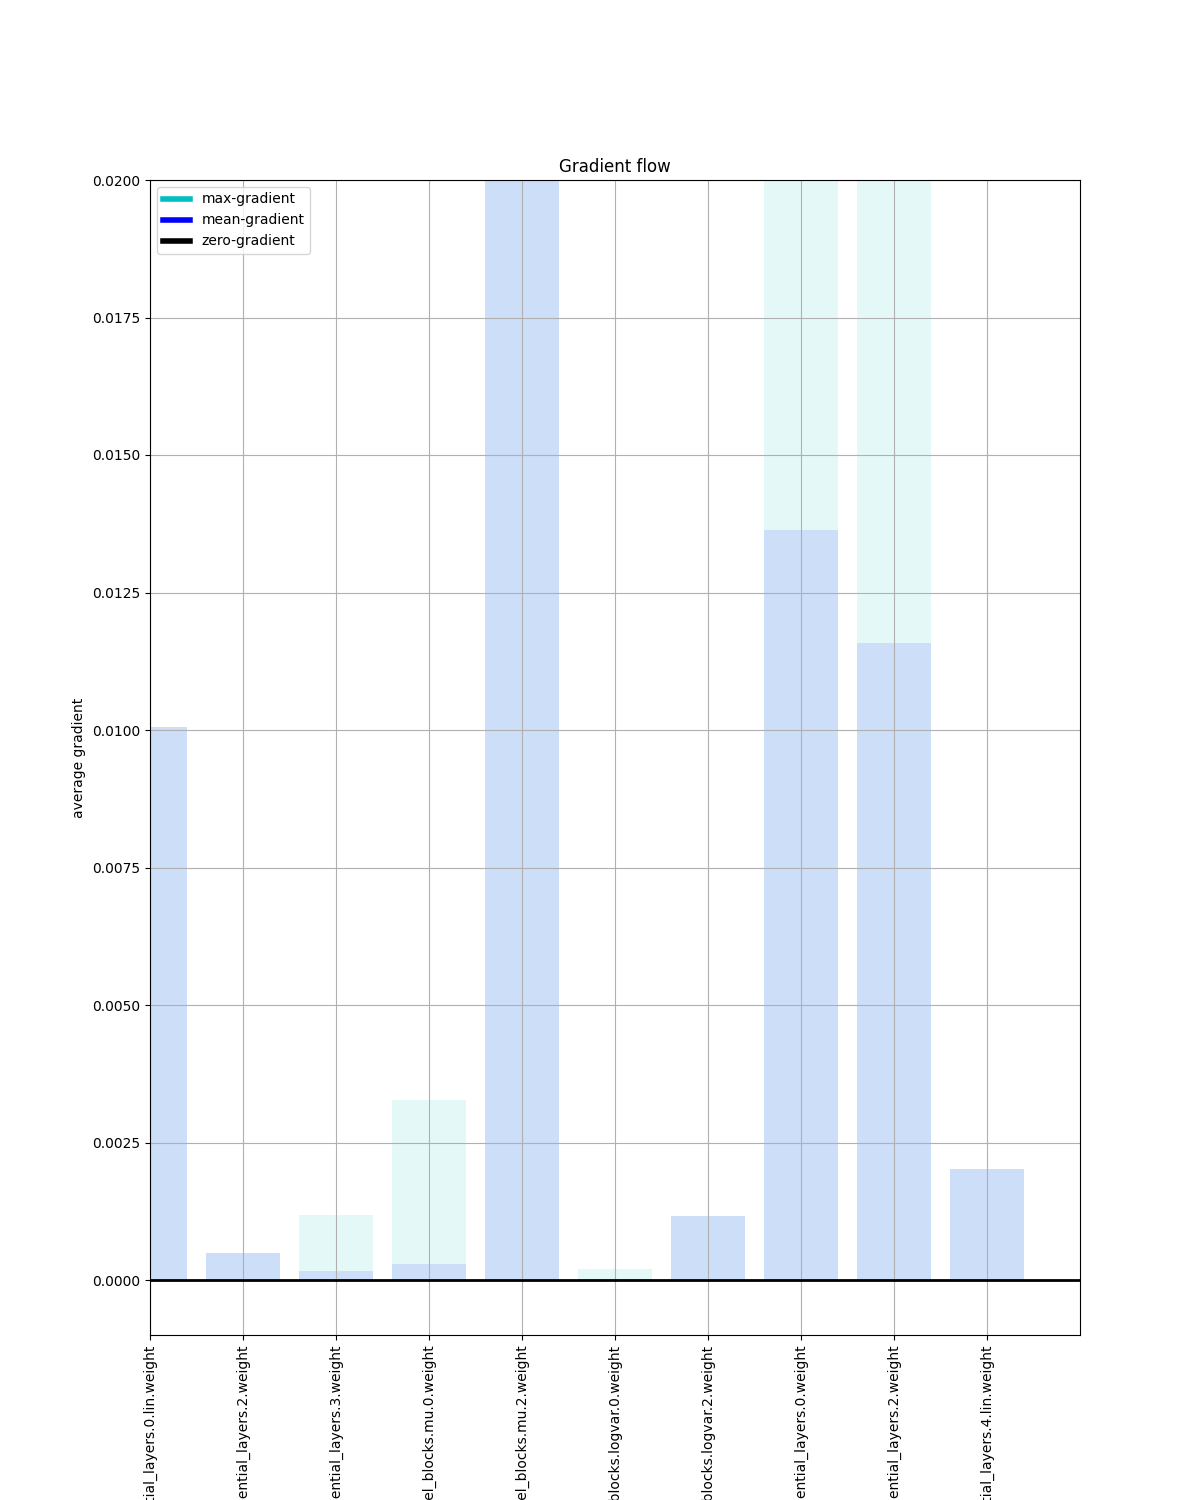 Gradient flow
max-gradient
mean-gradient
zero-gradient
0.0200
0.0175
0.0150
0.0125
0.0100
0.0075
0.0050
0.0025
0.0000
average gradient
tial_layers.0.lin.weight
ential_layers.2.weight
ential_layers.3.weight
el_blocks.mu.0.weight
el_blocks.mu.2.weight
blocks.logvar.0.weight
blocks.logvar.2.weight
ential_layers.0.weight
ential_layers.2.weight
tial_layers.4.lin.weight